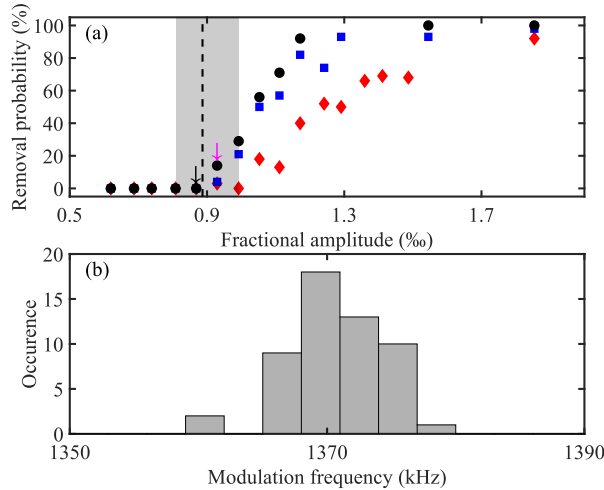 (a)
Removal probability (%)
100
80
60
40
20
0
0.5 0.9 1.3 1.7
Fractional amplitude (‰)
(b)
Occurence
20
15
10
5
0
1350 1370 1390
Modulation frequency (kHz)